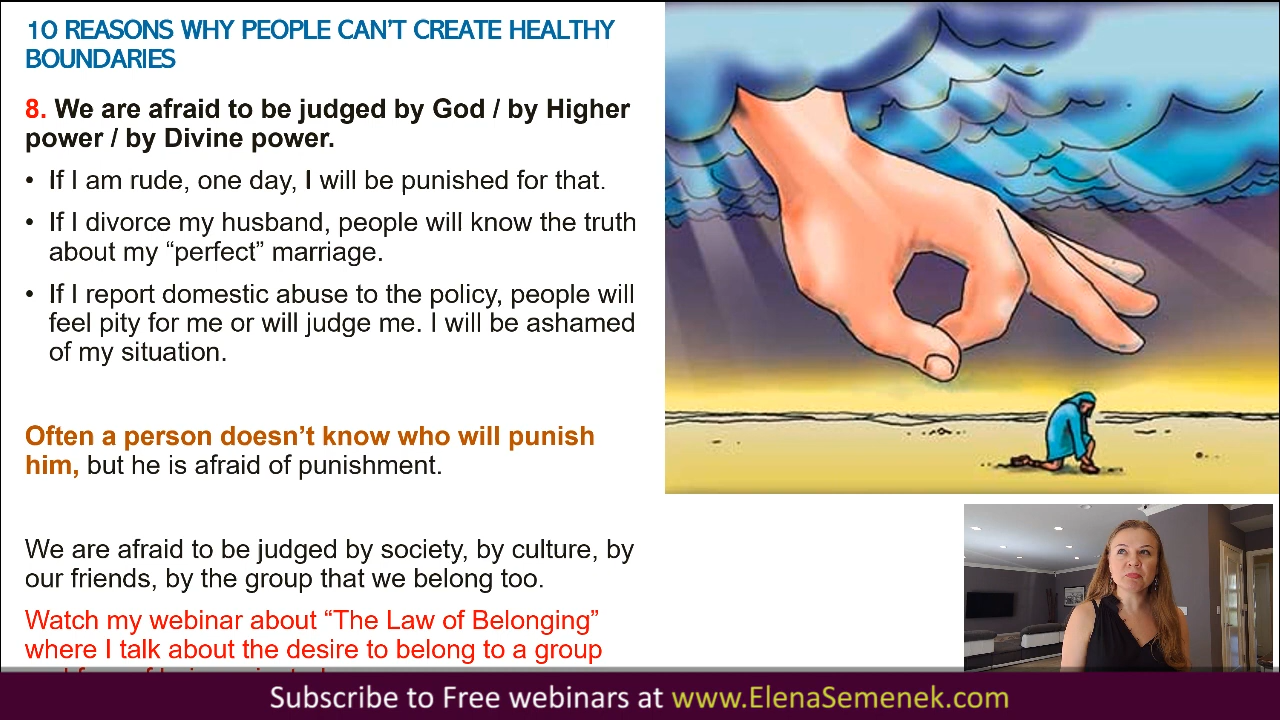 10 REASONS WHY PEOPLE CAN'T CREATE HEALTHY
BOUNDARIES
8. We are afraid to be judged by God / by Higher
power / by Divine power.
• If I am rude, one day, I will be punished for that.
• If I divorce my husband, people will know the truth
about my “perfect” marriage.
• If I report domestic abuse to the policy, people will
feel pity for me or will judge me. I will be ashamed
of my situation.
Often a person doesn’t know who will punish
him, but he is afraid of punishment.
We are afraid to be judged by society, by culture, by
our friends, by the group that we belong too.
Watch my webinar about “The Law of Belonging”
where I talk about the desire to belong to a group
Subscribe to Free webinars at www.ElenaSemenek.com